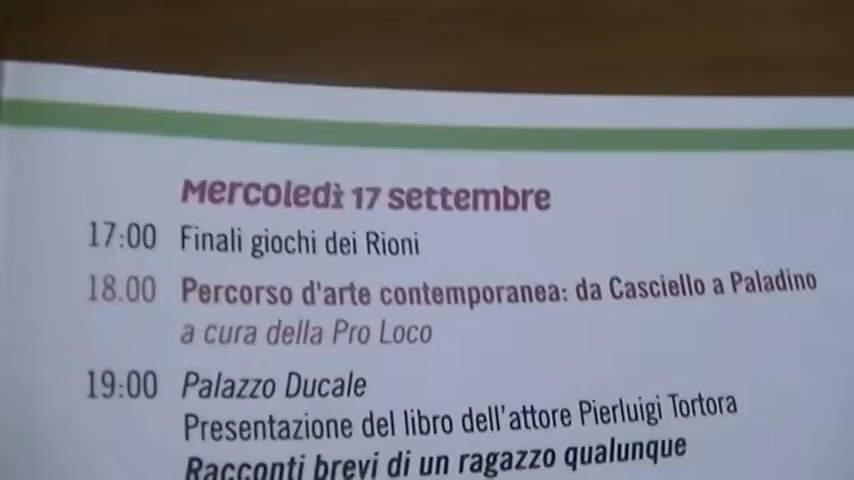 Mercoledì 17 settembre
17:00 Finali giochi dei Rioni
18.00 Percorso d'arte contemporanea: da Casciello a Paladino
a cura della Pro Loco
19:00 Palazzo Ducale
Presentazione del libro dell'attore Pierluigi Tortora
Racconti brevi di un ragazzo qualunque